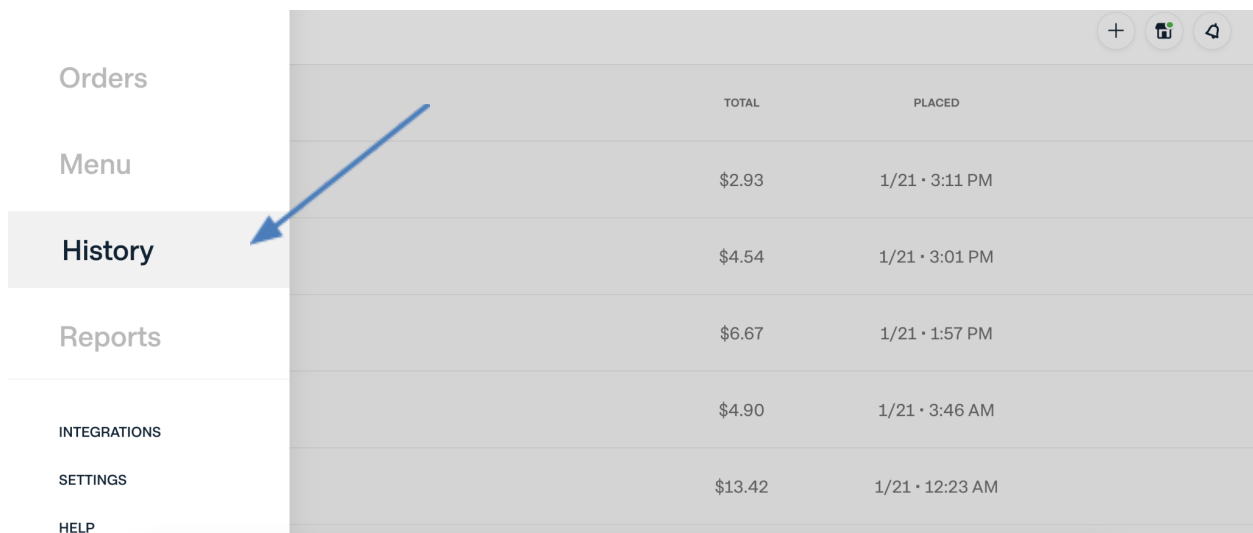 Orders
Menu
History
Reports
INTEGRATIONS
SETTINGS
HELP
TOTAL PLACED
$2.93 1/21 • 3:11 PM
$4.54 1/21 • 3:01 PM
$6.67 1/21 • 1:57 PM
$4.90 1/21 • 3:46 AM
$13.42 1/21 • 12:23 AM